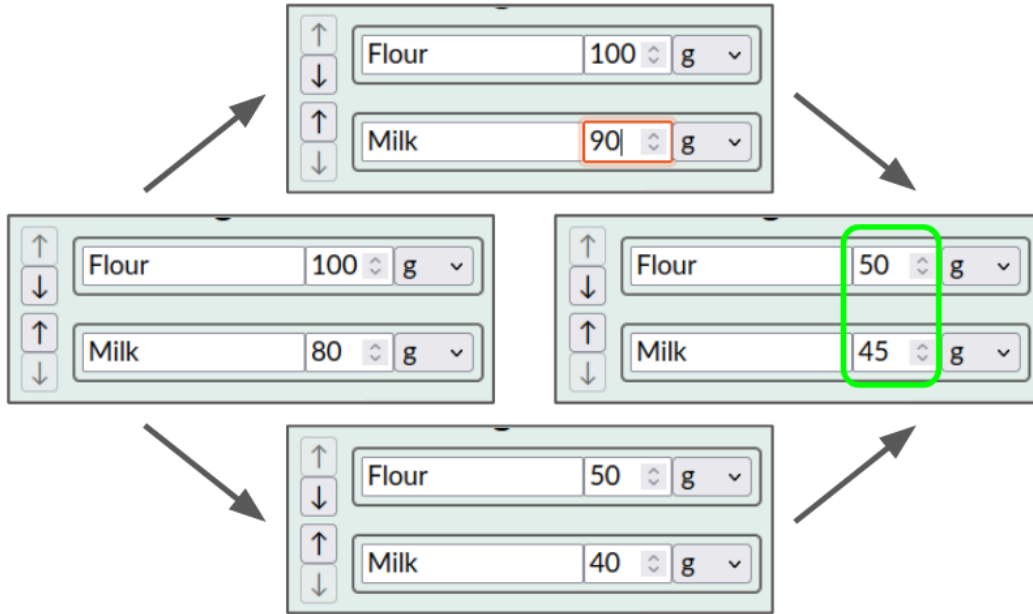 ↑ Flour 100 g
↓
↑ Milk 90 g
↓
↑ Flour 100 g
↓
↑ Milk 80 g
↓
↑ Flour 50 g
↓
↑ Milk 45 g
↓
↑ Flour 50 g
↓
↑ Milk 40 g
↓